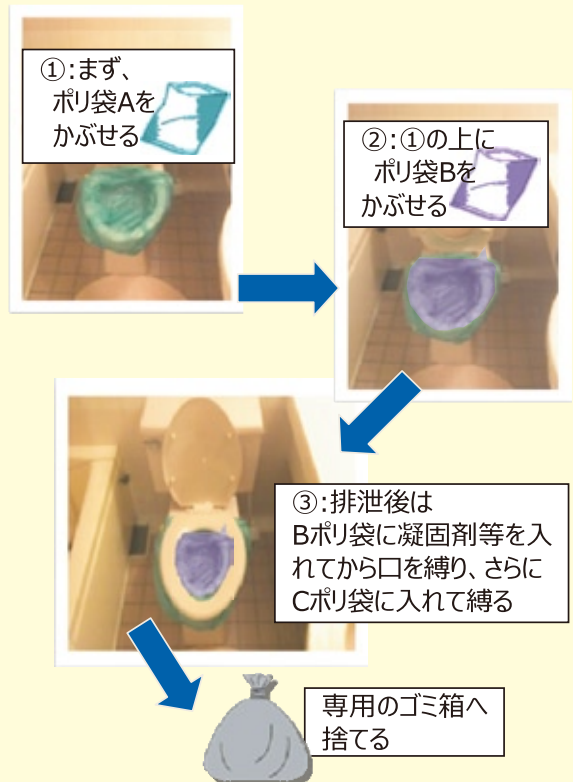 ①:まず、
ポリ袋Aを
かぶせる
②:①の上に
ポリ袋Bを
かぶせる
③:排泄後は
Bポリ袋に凝固剤等を入
れてから口を縛り、さらに
Cポリ袋に入れて縛る
専用のゴミ箱へ
捨てる